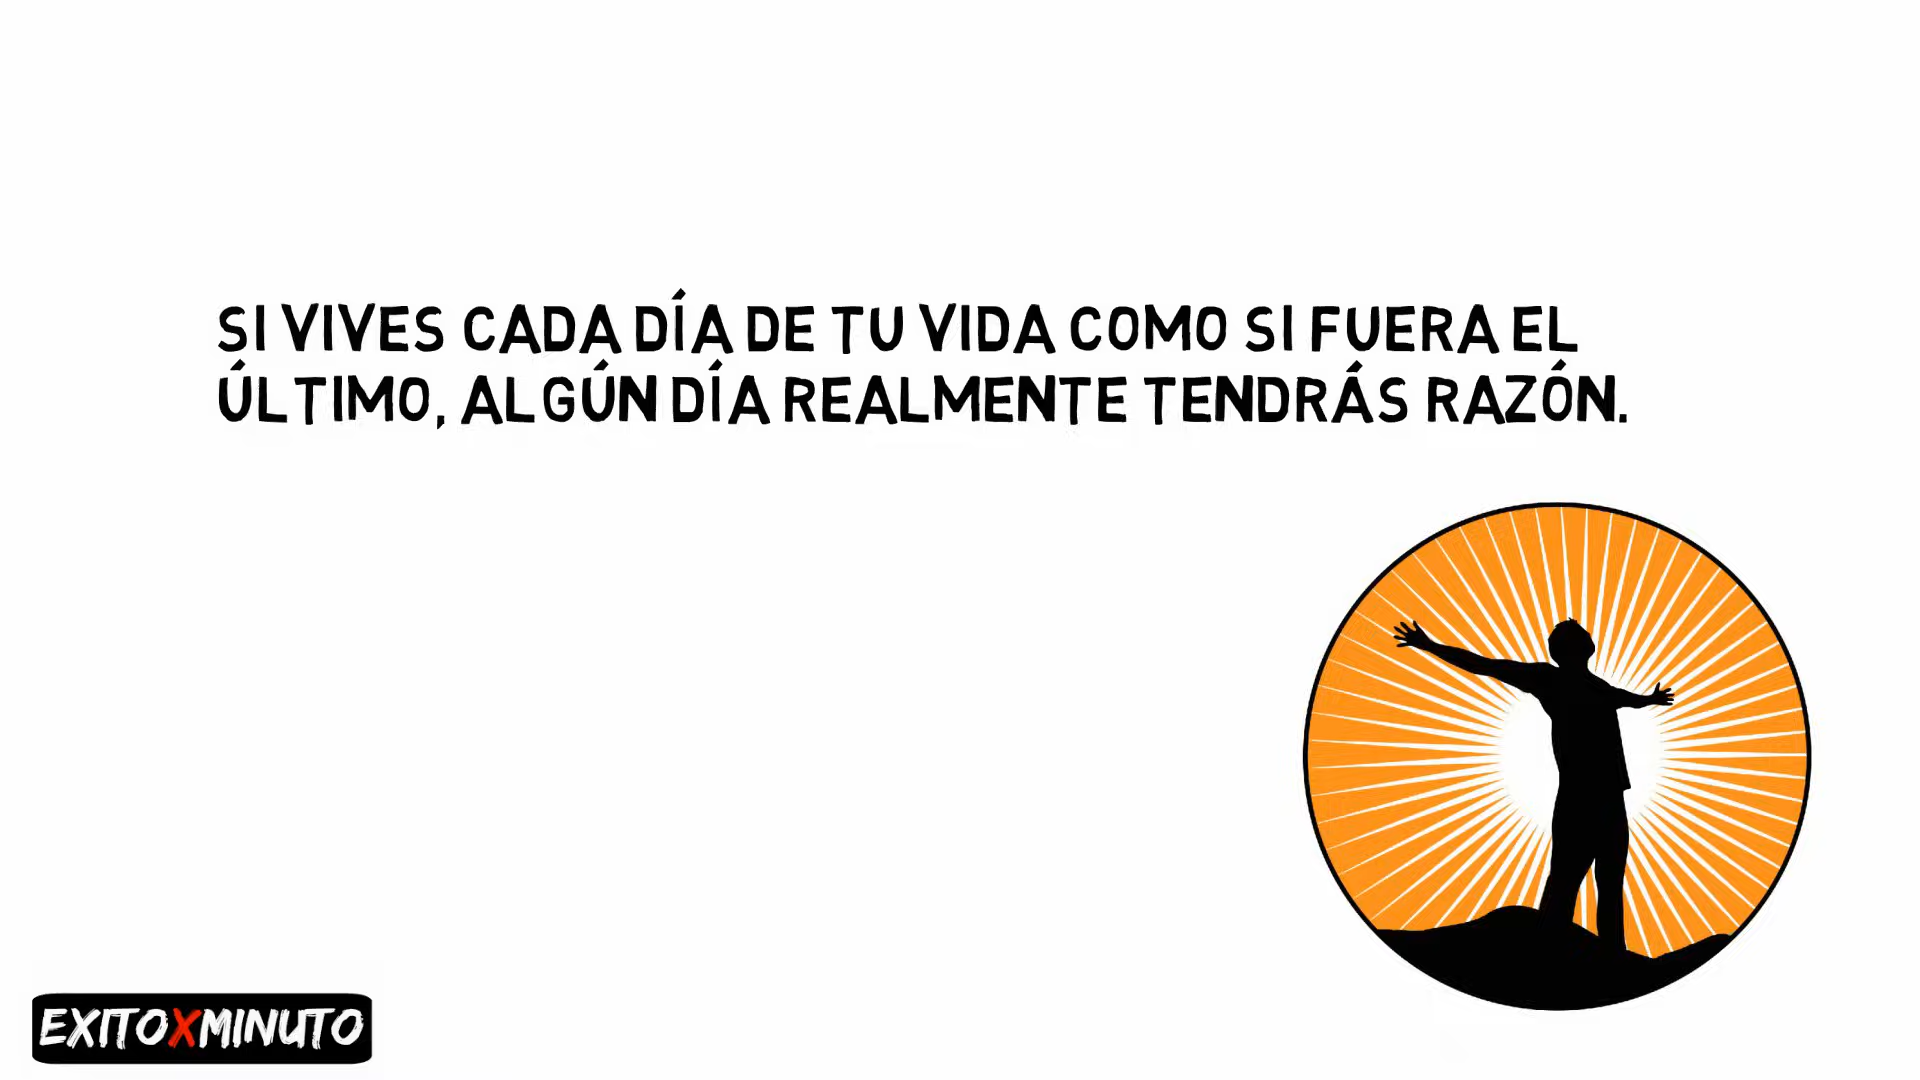 SI VIVES CADA DÍA DE TU VIDA COMO SI FUERA EL
ÚLTIMO, ALGÚN DÍA REALMENTE TENDRÁS RAZÓN.
EXITOXMINUTO